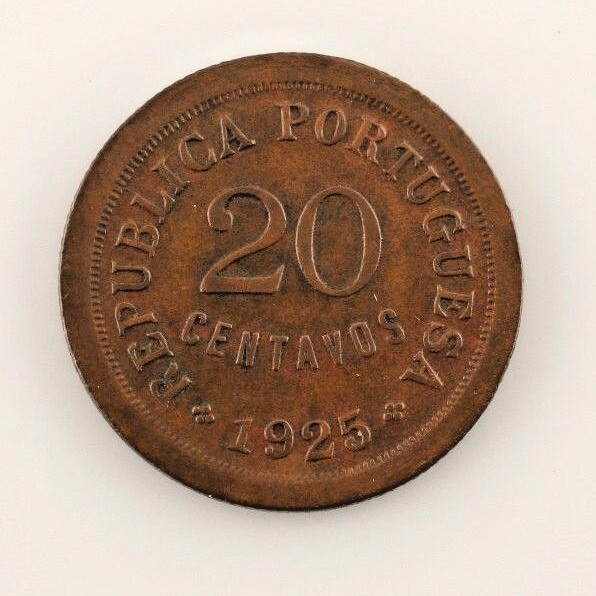 REPUBLICA PORTUGUESA
20
CENTAVOS
1925